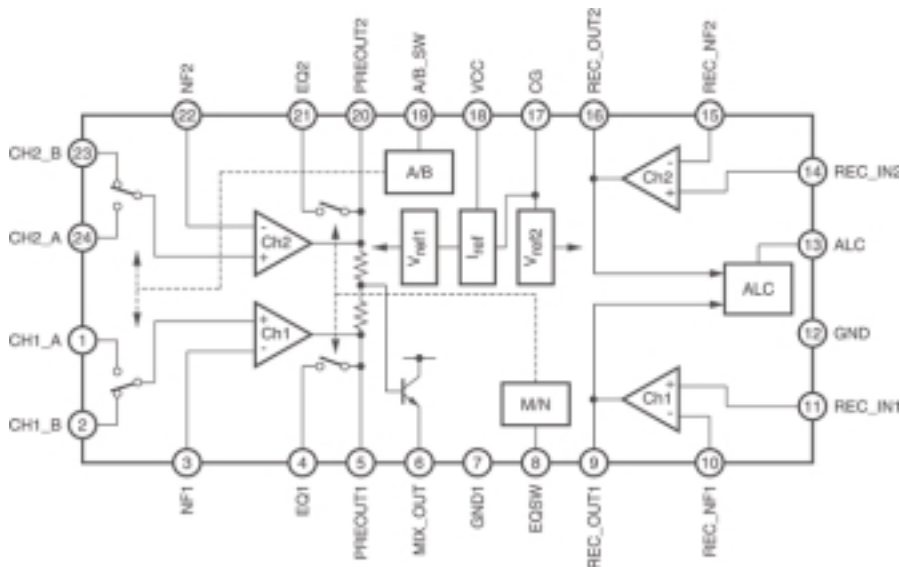 PREOUT2
REC_OUT2
REC_NF2
NF2
EQ2
A/B_SW
VCC
CG
22
21
20
19
18
17
16
15
CH2_B
23
A/B
-
+
Ch2
14
REC_IN2
CH2_A
24
-
+
Ch2
Vref1
Iref
Vref2
13
ALC
ALC
CH1_A
1
+
-
Ch1
12
GND
CH1_B
2
M/N
+
-
Ch1
11
REC_IN1
3
4
5
6
7
8
9
10
NF1
EQ1
PREOUT1
MIX_OUT
GND1
EQSW
REC_OUT1
REC_NF1